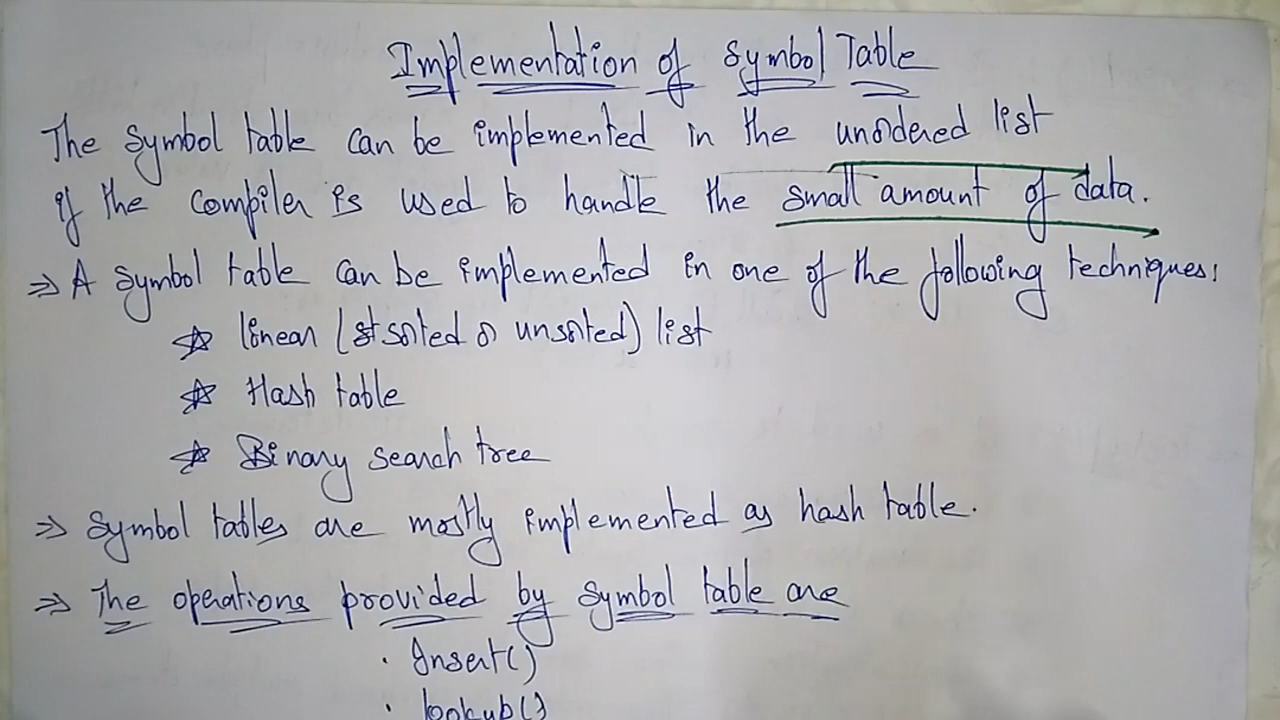 Implementation of Symbol Table
The symbol table can be implemented in the unordered list
if the compiler is used to handle the small amount of data.
⇒ A symbol table can be implemented in one of the following techniques:
☆ linear (sorted or unsorted) list
☆ Hash table
☆ Binary search tree
⇒ Symbol tables are mostly implemented as hash table.
⇒ The operations provided by symbol table are
· Insert()
· lookup()